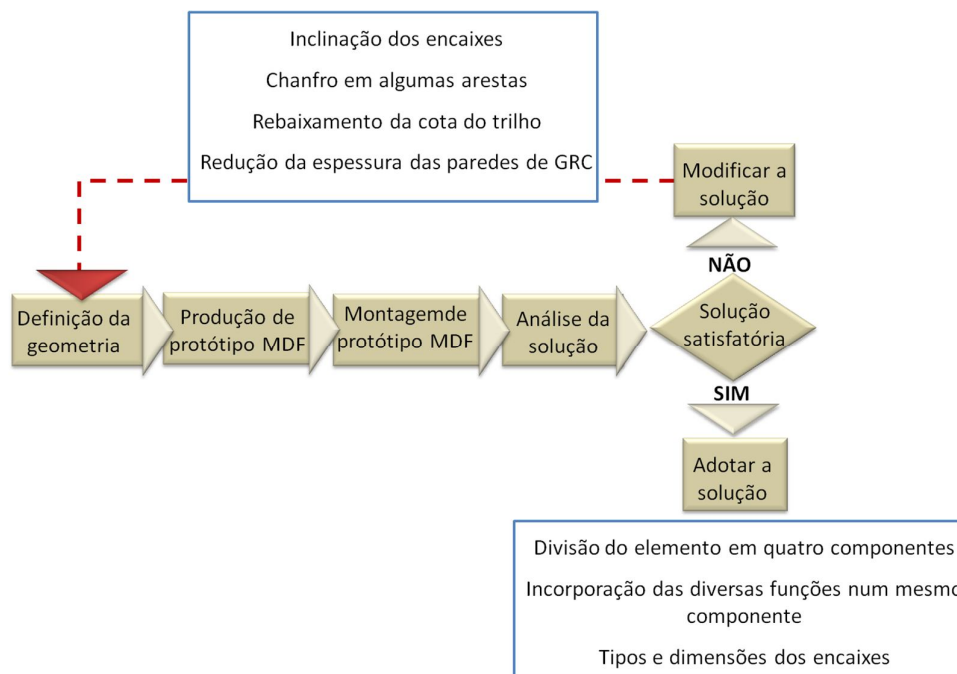 Inclinação dos encaixes
Chanfro em algumas arestas
Rebaixamento da cota do trilho
Redução da espessura das paredes de GRC
Modificar a
solução
NÃO
Definição da
geometria
Produção de
protótipo MDF
Montagemde
protótipo MDF
Análise da
solução
Solução
satisfatória
SIM
Adotar a
solução
Divisão do elemento em quatro componentes
Incorporação das diversas funções num mesmo
componente
Tipos e dimensões dos encaixes